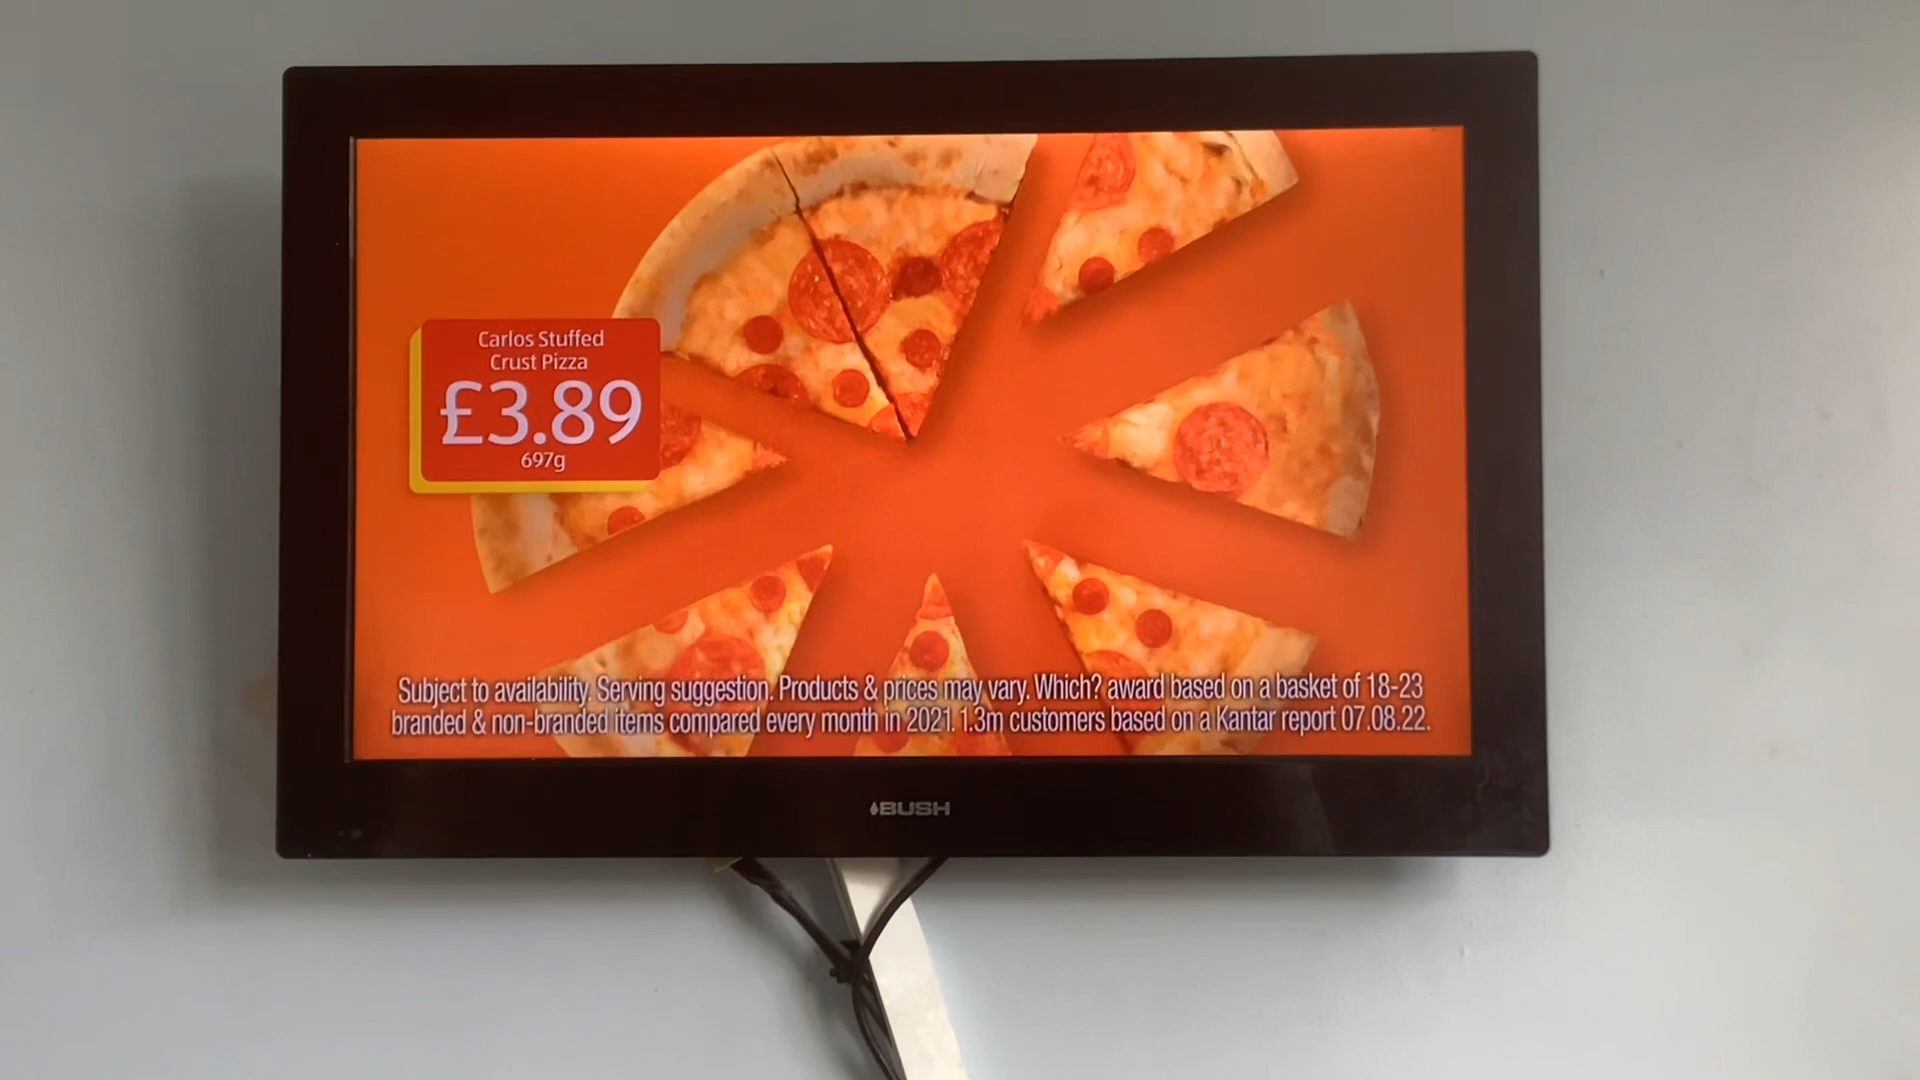 Carlos Stuffed
Crust Pizza
£3.89
697g
Subject to availability. Serving suggestion. Products & prices may vary. Which? award based on a basket of 18-23
branded & non-branded items compared every month in 2021. 1.3m customers based on a Kantar report 07.08.22.
BUSH